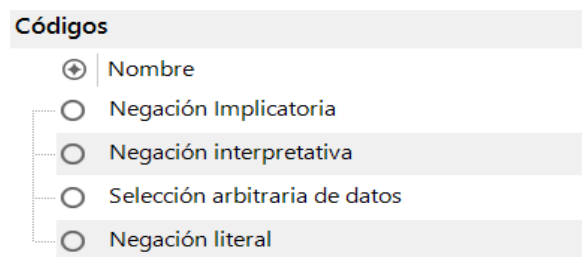 Códigos
Nombre
Negación Implicatoria
Negación interpretativa
Selección arbitraria de datos
Negación literal